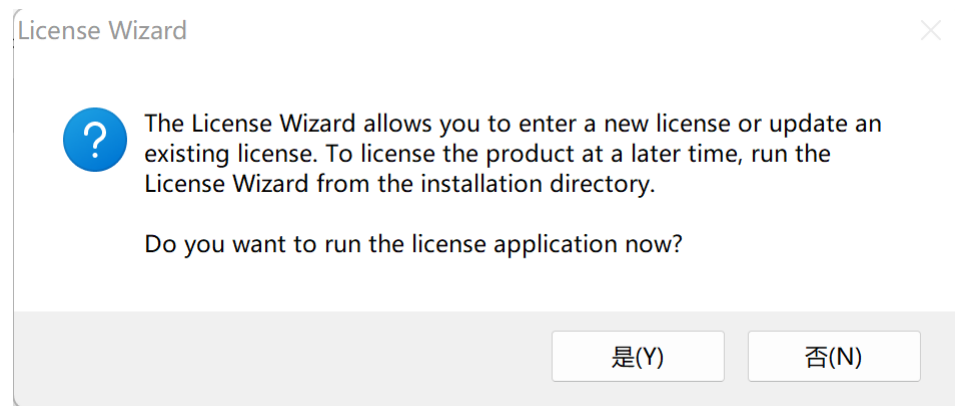 License Wizard
The License Wizard allows you to enter a new license or update an
existing license. To license the product at a later time, run the
License Wizard from the installation directory.
Do you want to run the license application now?
是(Y)
否(N)